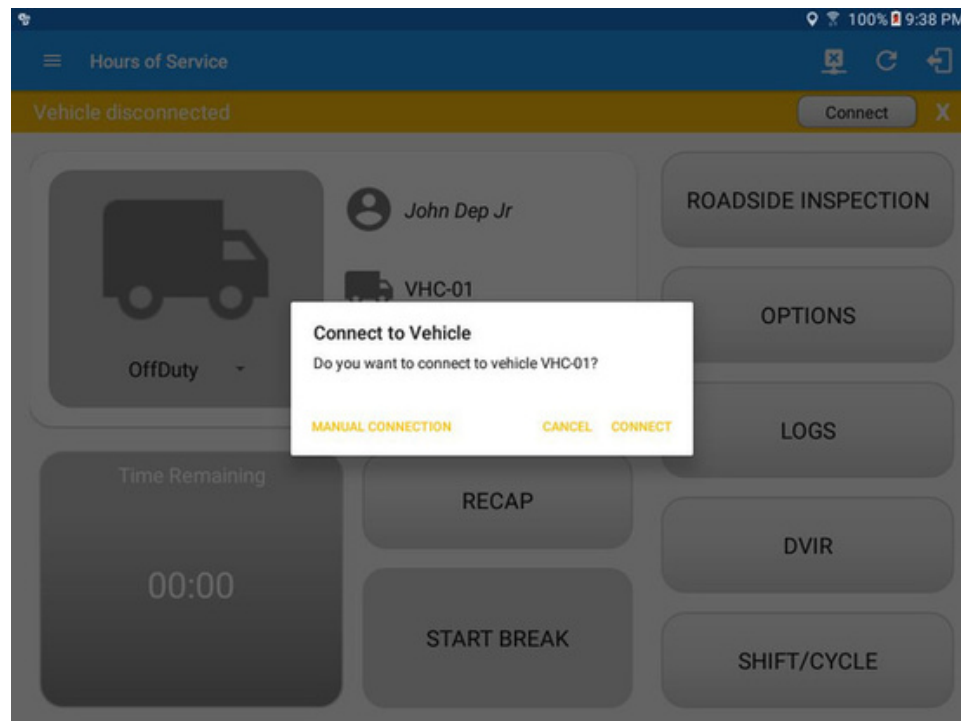 100% 9:38 PM
Hours of Service
Vehicle disconnected
Connect
X
John Dep Jr
ROADSIDE INSPECTION
VHC-01
OPTIONS
OffDuty
Connect to Vehicle
Do you want to connect to vehicle VHC-01?
MANUAL CONNECTION
CANCEL
CONNECT
LOGS
Time Remaining
00:00
RECAP
DVIR
START BREAK
SHIFT/CYCLE